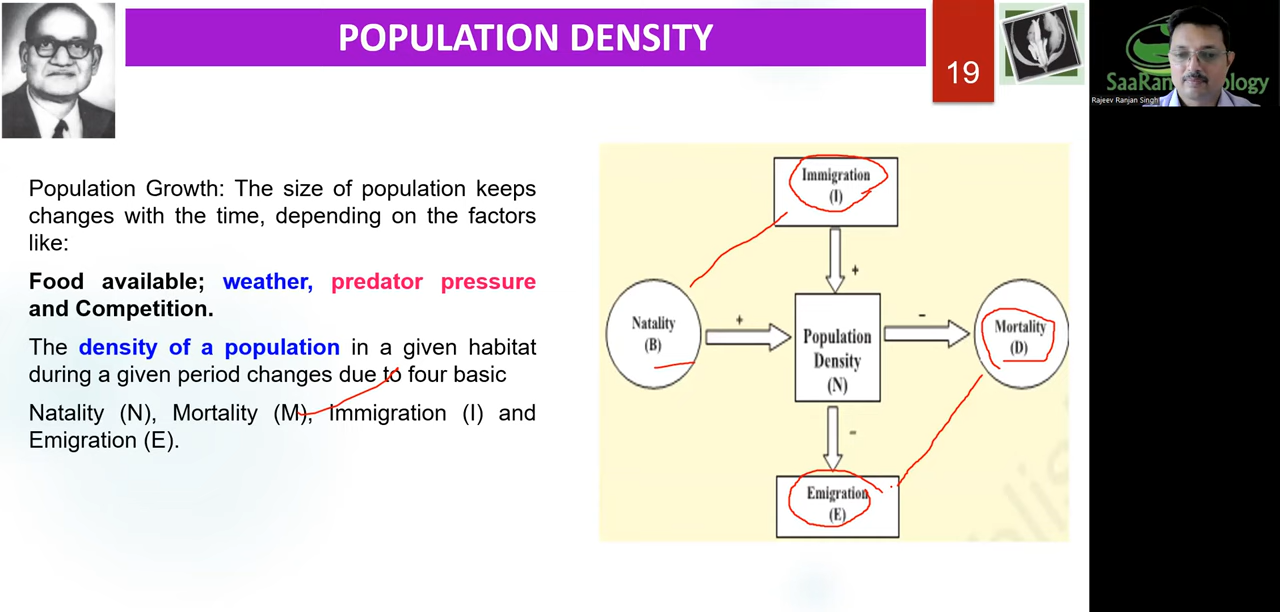 POPULATION DENSITY
19
Rajeev Ranjan Singh
Population Growth: The size of population keeps
changes with the time, depending on the factors
like:
Food available; weather, predator pressure
and Competition.
The density of a population in a given habitat
during a given period changes due to four basic
Natality (N), Mortality (M), Immigration (I) and
Emigration (E).
Immigration
(I)
+
Natality
(B)
+
Population
Density
(N)
-
Mortality
(D)
-
Emigration
(E)